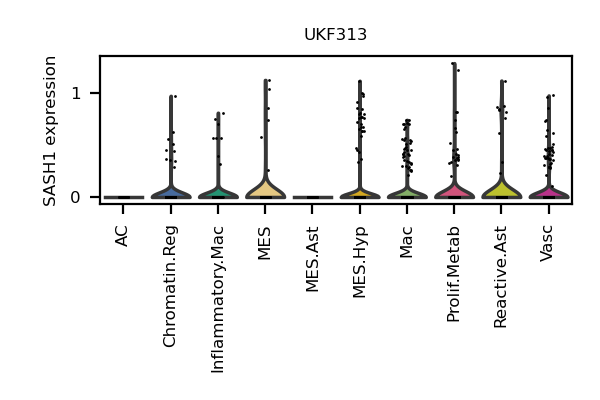 UKF313
SASH1 expression
1
0
AC
Chromatin.Reg
Inflammatory.Mac
MES
MES.Ast
MES.Hyp
Mac
Prolif.Metab
Reactive.Ast
Vasc